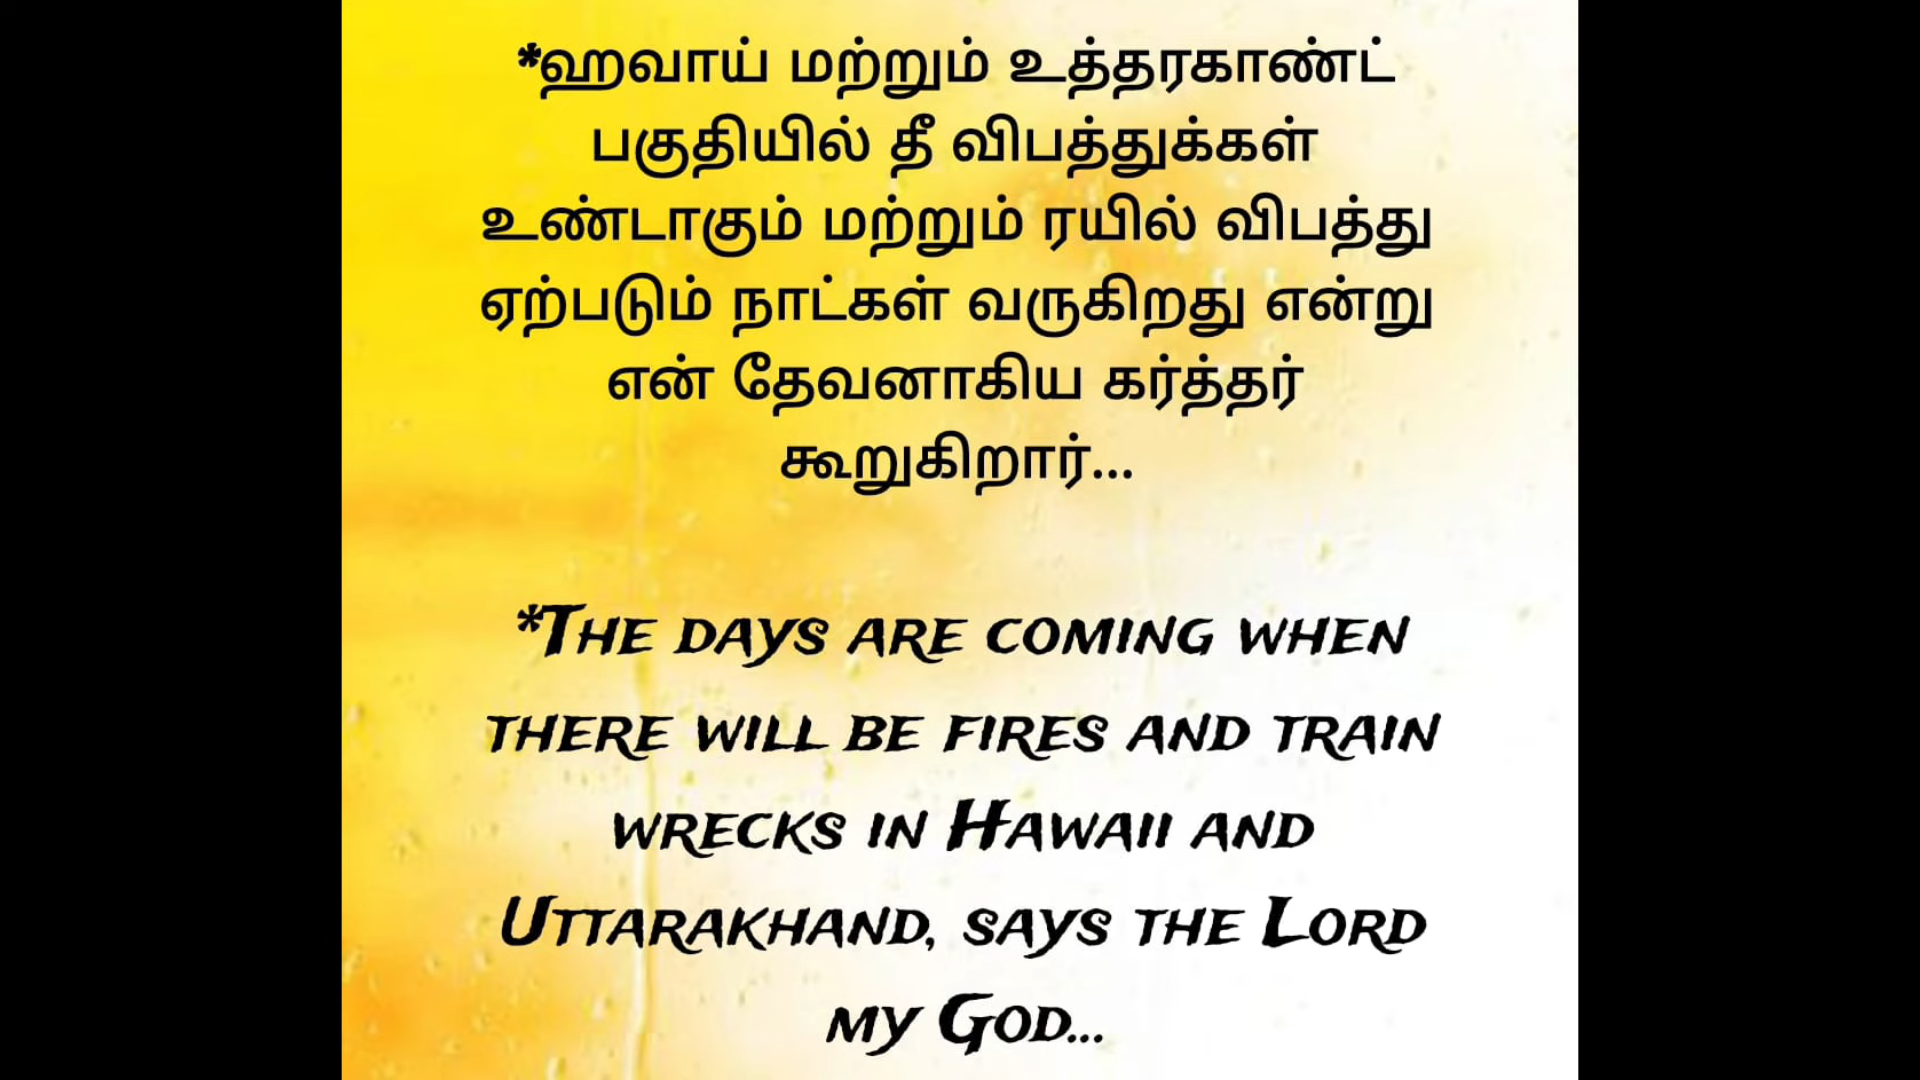 *ஹவாய் மற்றும் உத்தரகாண்ட்
பகுதியில் தீ விபத்துக்கள்
உண்டாகும் மற்றும் ரயில் விபத்து
ஏற்படும் நாட்கள் வருகிறது என்று
என் தேவனாகிய கர்த்தர்
கூறுகிறார்...
*The days are coming when
there will be fires and train
wrecks in Hawaii and
Uttarakhand, says the Lord
my God...